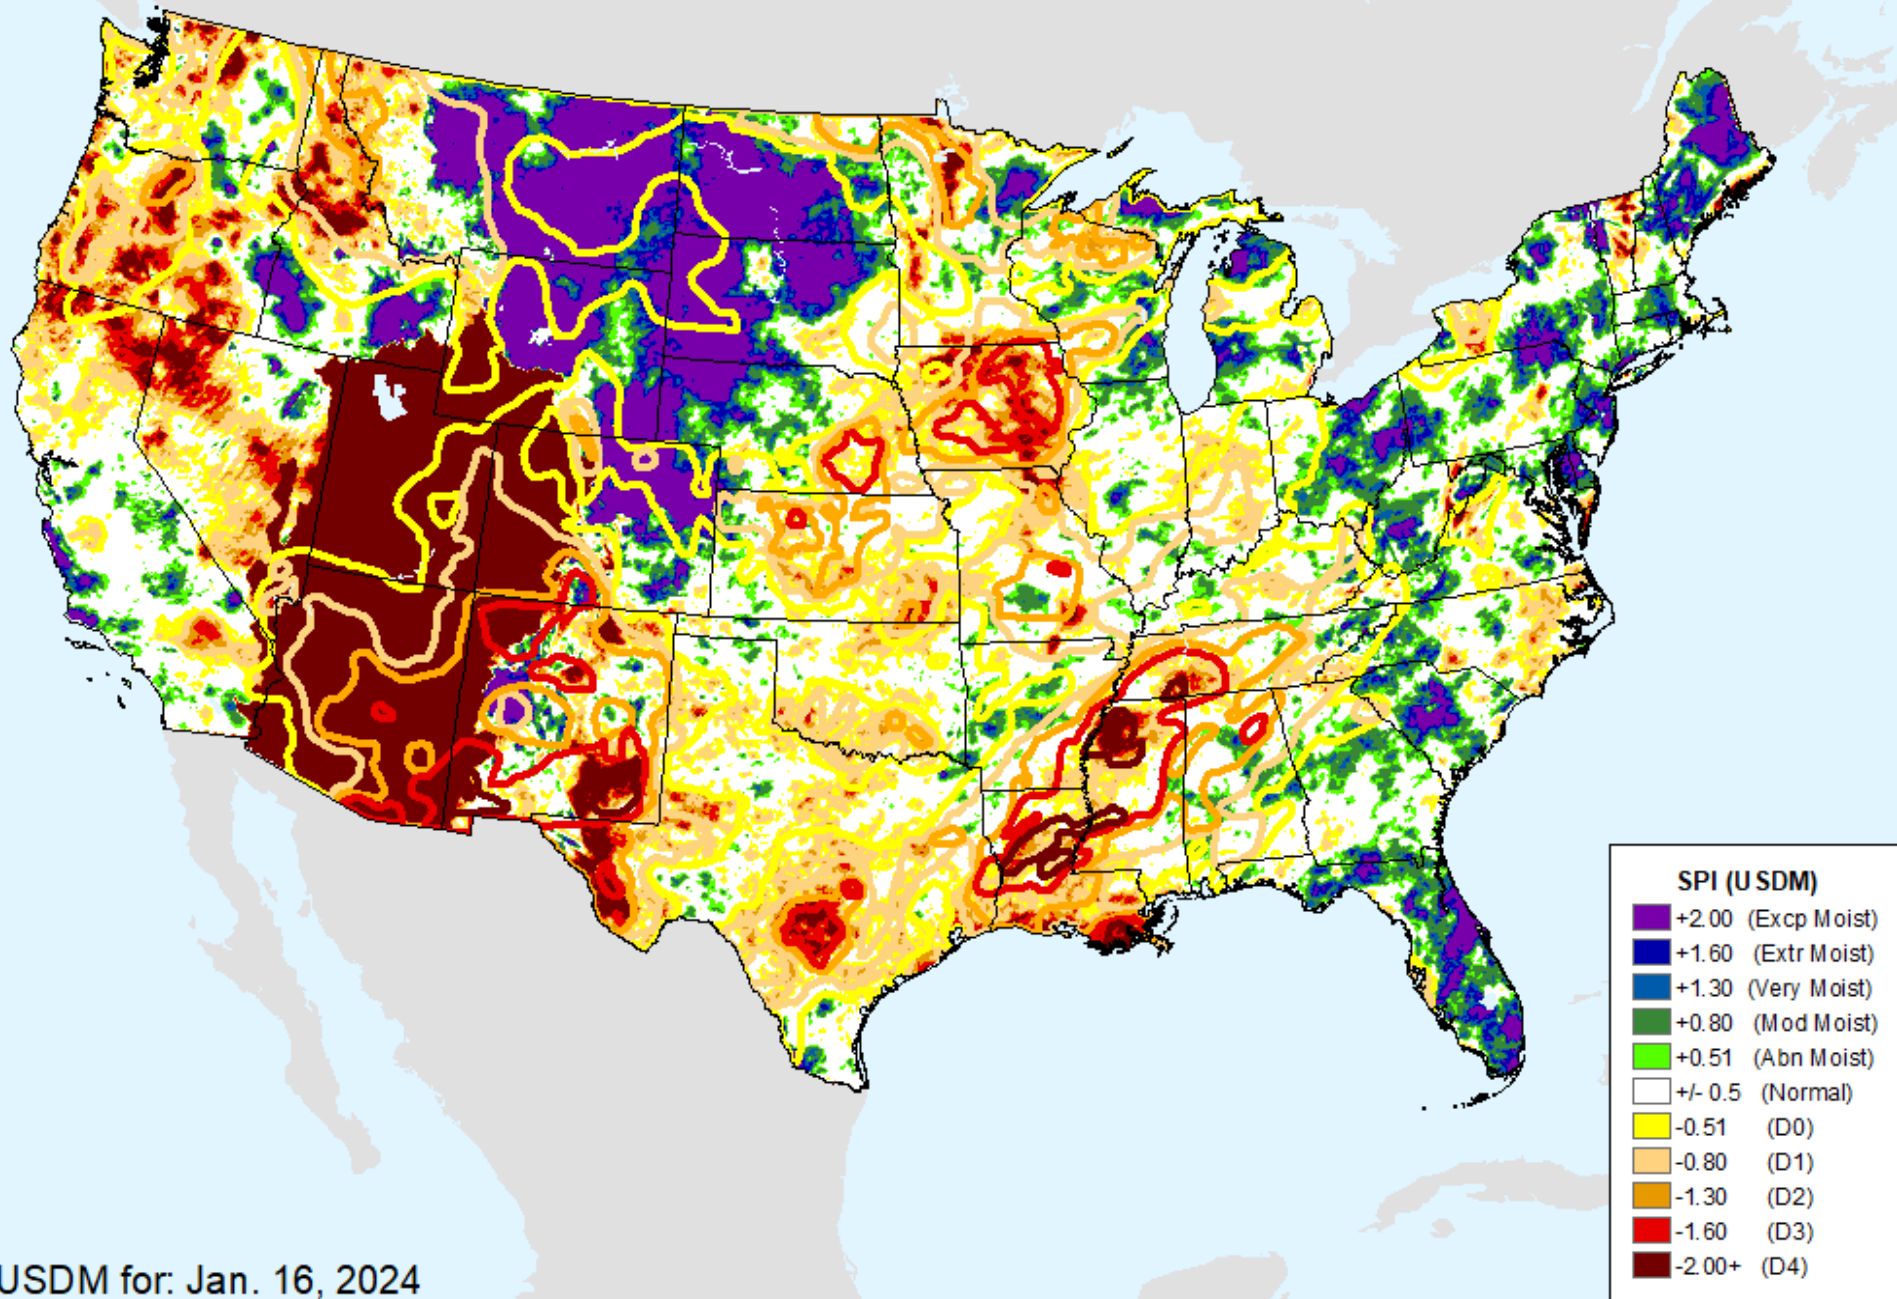 SPI (USDM)
+2.00 (Excp Moist)
+1.60 (Extr Moist)
+1.30 (Very Moist)
+0.80 (Mod Moist)
+0.51 (Abn Moist)
+/- 0.5 (Normal)
-0.51 (D0)
-0.80 (D1)
-1.30 (D2)
-1.60 (D3)
-2.00+ (D4)
USDM for: Jan. 16, 2024